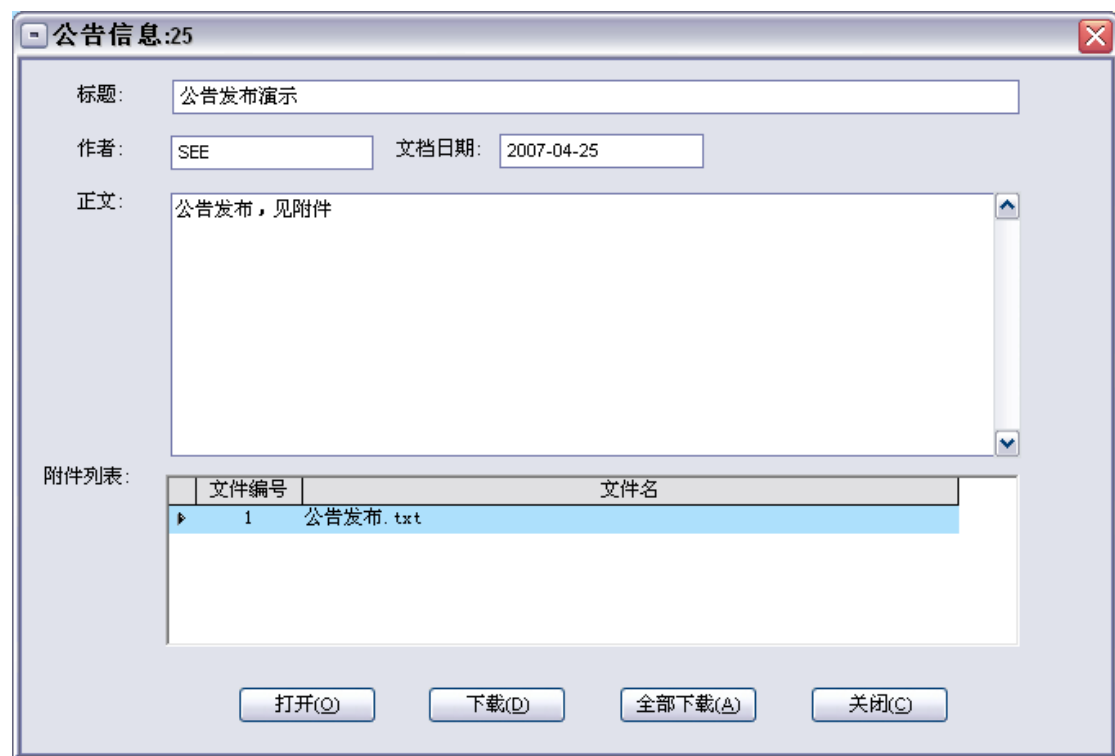 公告信息:25
标题: 公告发布演示
作者: SEE 文档日期: 2007-04-25
正文: 公告发布，见附件
附件列表:
文件编号 文件名
1 公告发布.txt
打开(O) 下载(D) 全部下载(A) 关闭(C)